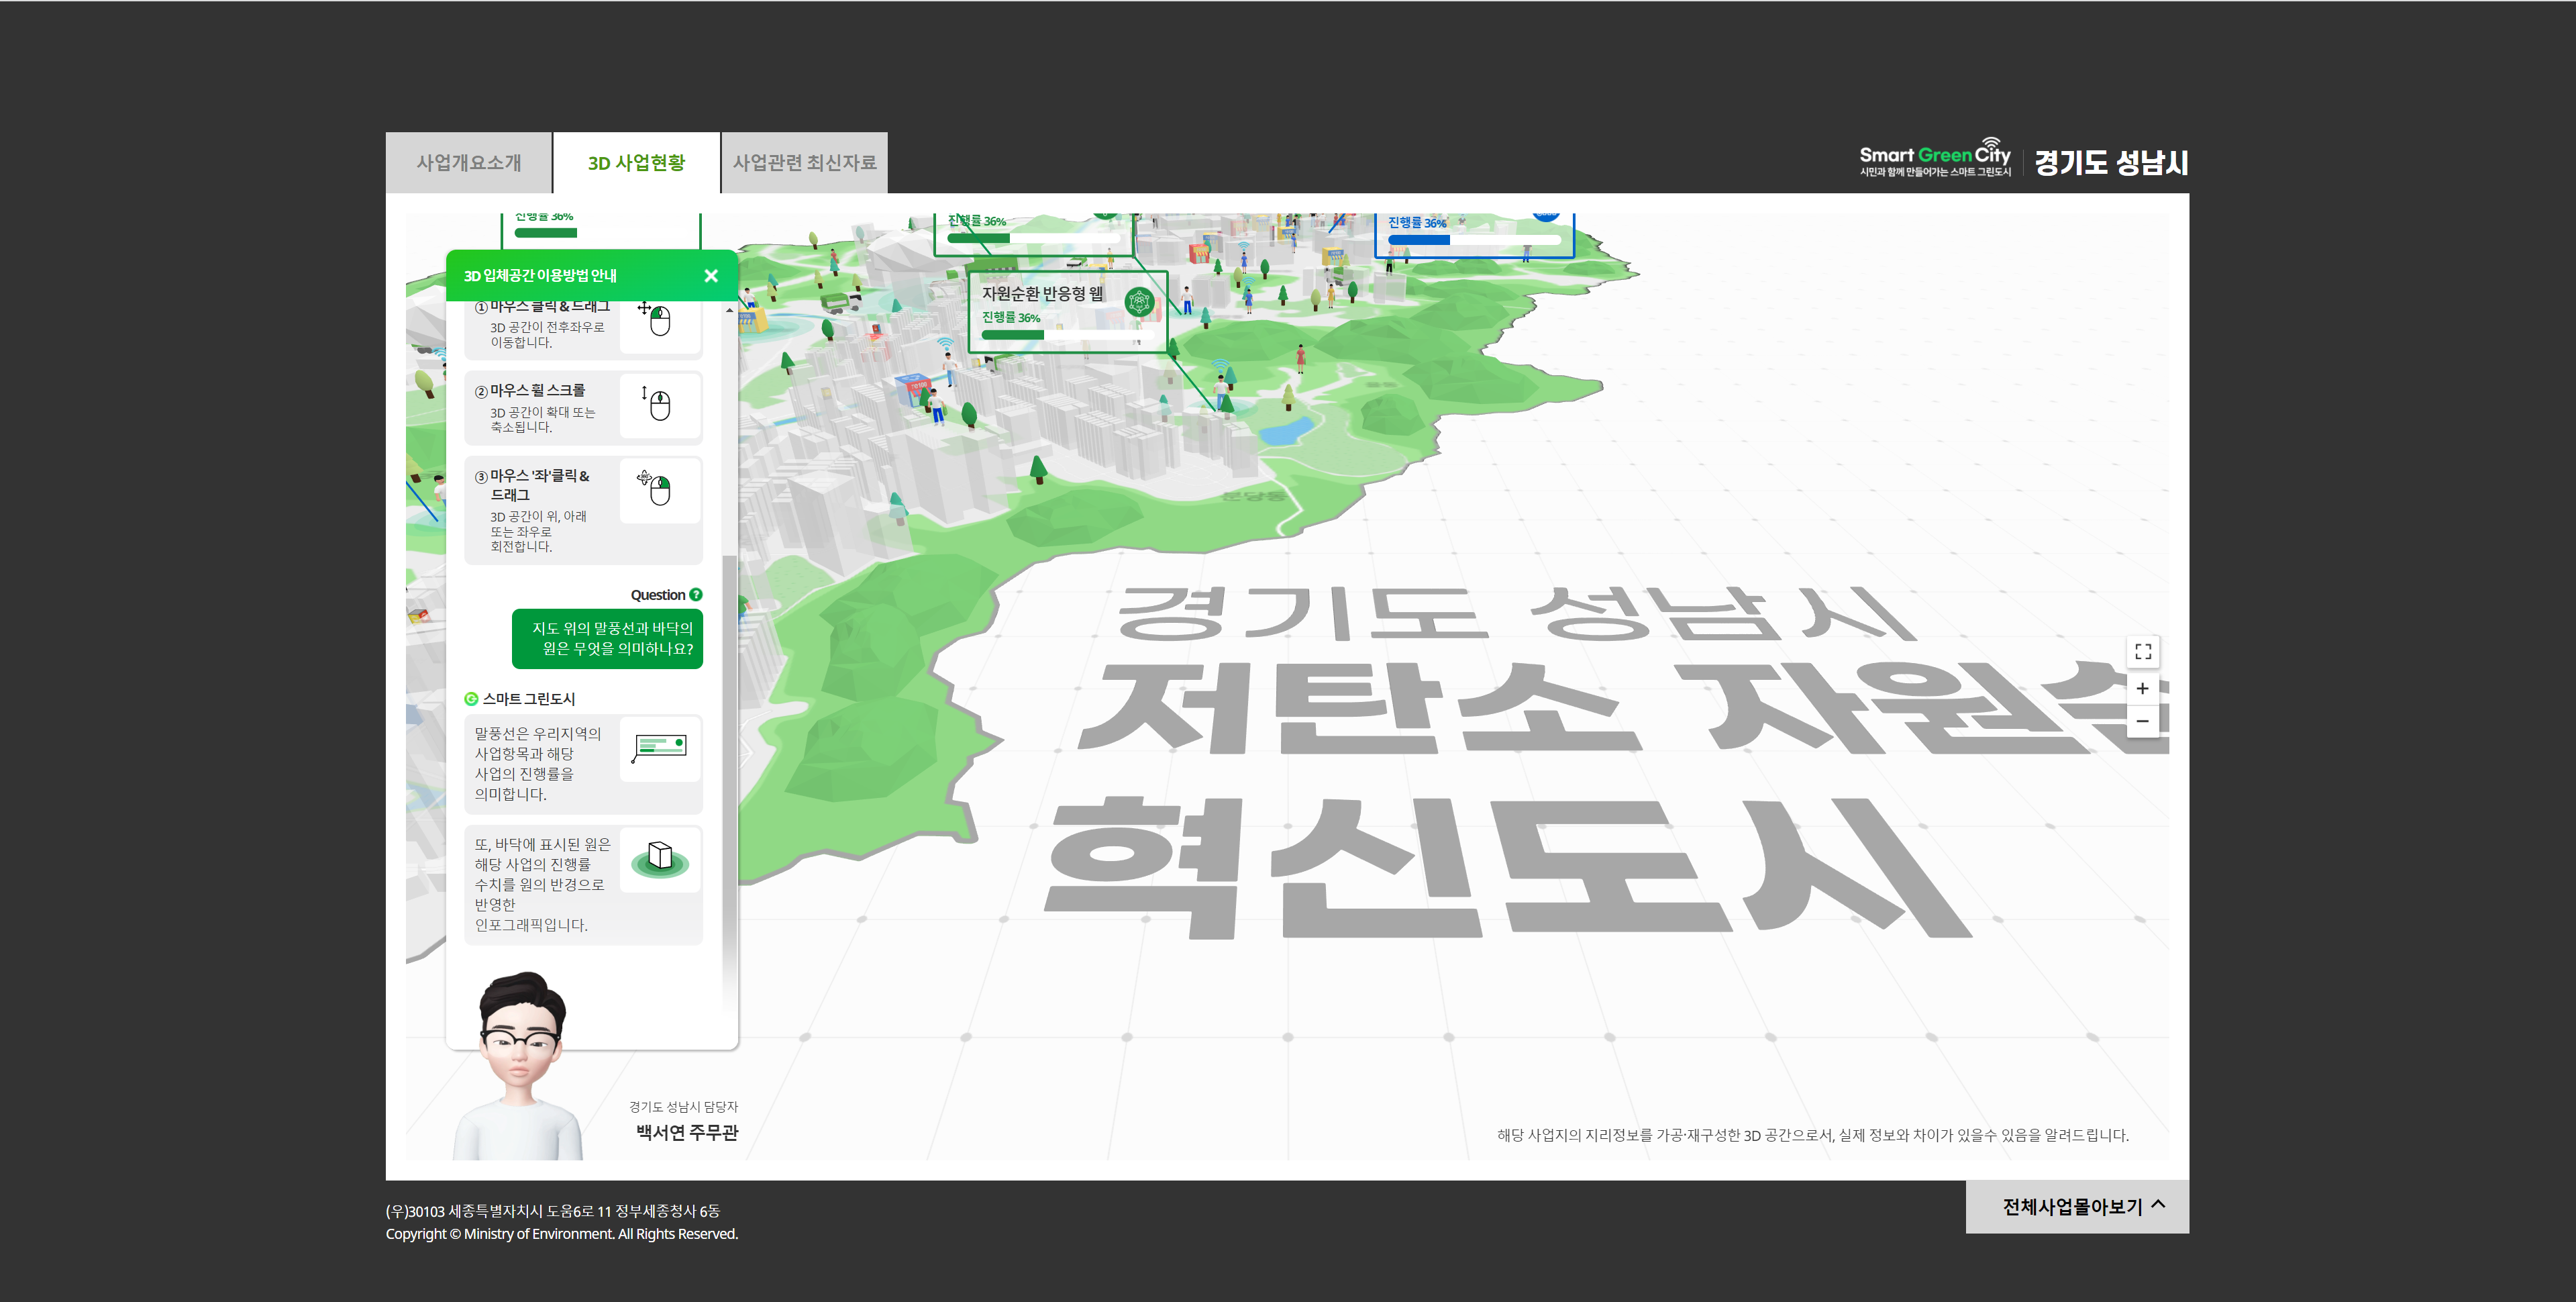 사업개요소개
3D 사업현황
사업관련 최신자료
Smart Green City
시민과 함께 만들어가는 스마트 그린도시
경기도 성남시
진행률 36%
진행률 36%
진행률 36%
자원순환 반응형 웹
진행률 36%
3D 입체공간 이용방법 안내
① 마우스 클릭 & 드래그
3D 공간이 전후좌우로
이동합니다.
② 마우스 휠 스크롤
3D 공간이 확대 또는
축소됩니다.
③ 마우스 '좌'클릭 &
드래그
3D 공간이 위, 아래
또는 좌우로
회전합니다.
Question ?
지도 위의 말풍선과 바닥의
원은 무엇을 의미하나요?
스마트 그린도시
말풍선은 우리지역의
사업항목과 해당
사업의 진행률을
의미합니다.
또, 바닥에 표시된 원은
해당 사업의 진행률
수치를 원의 반경으로
반영한
인포그래픽입니다.
분당동
경기도 성남시
저탄소 자원순
혁신도시
경기도 성남시 담당자
백서연 주무관
해당 사업지의 지리정보를 가공·재구성한 3D 공간으로서, 실제 정보와 차이가 있을수 있음을 알려드립니다.
전체사업몰아보기
(우)30103 세종특별자치시 도움6로 11 정부세종청사 6동
Copyright © Ministry of Environment. All Rights Reserved.